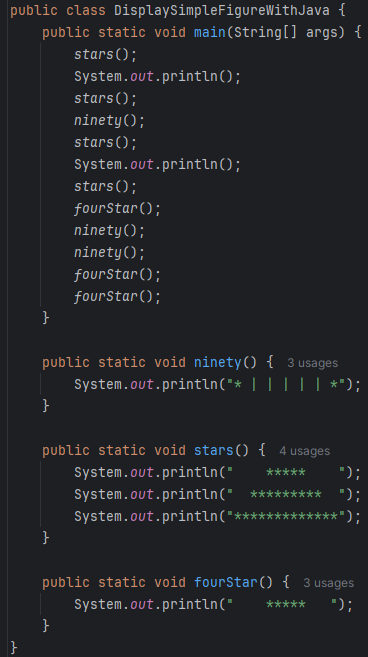 public class DisplaySimpleFigureWithJava {
    public static void main(String[] args) {
        stars();
        System.out.println();
        stars();
        ninety();
        stars();
        System.out.println();
        stars();
        fourStar();
        ninety();
        ninety();
        fourStar();
        fourStar();
    }

    public static void ninety() {  3 usages
        System.out.println("* | | | | | *");
    }

    public static void stars() {  4 usages
        System.out.println("    *****    ");
        System.out.println("  *********  ");
        System.out.println("*************");
    }

    public static void fourStar() {  3 usages
        System.out.println("    *****   ");
    }
}